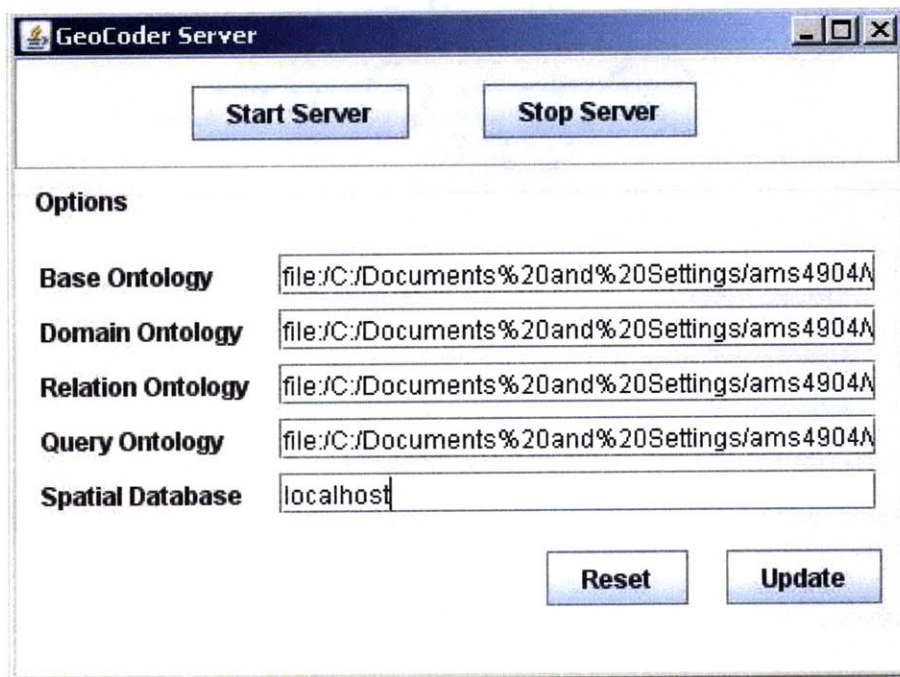 GeoCoder Server
Start Server Stop Server
Options
Base Ontology file:/C:/Documents%20and%20Settings/ams4904/
Domain Ontology file:/C:/Documents%20and%20Settings/ams4904/
Relation Ontology file:/C:/Documents%20and%20Settings/ams4904/
Query Ontology file:/C:/Documents%20and%20Settings/ams4904/
Spatial Database localhost
Reset Update